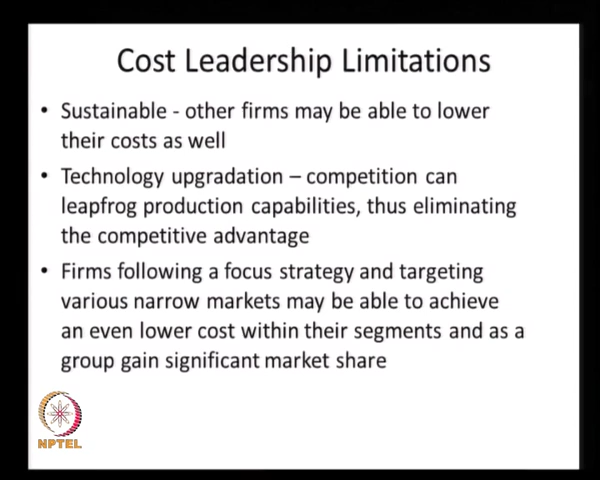 Cost Leadership Limitations
• Sustainable - other firms may be able to lower
their costs as well
• Technology upgradation – competition can
leapfrog production capabilities, thus eliminating
the competitive advantage
• Firms following a focus strategy and targeting
various narrow markets may be able to achieve
an even lower cost within their segments and as a
group gain significant market share
NPTEL